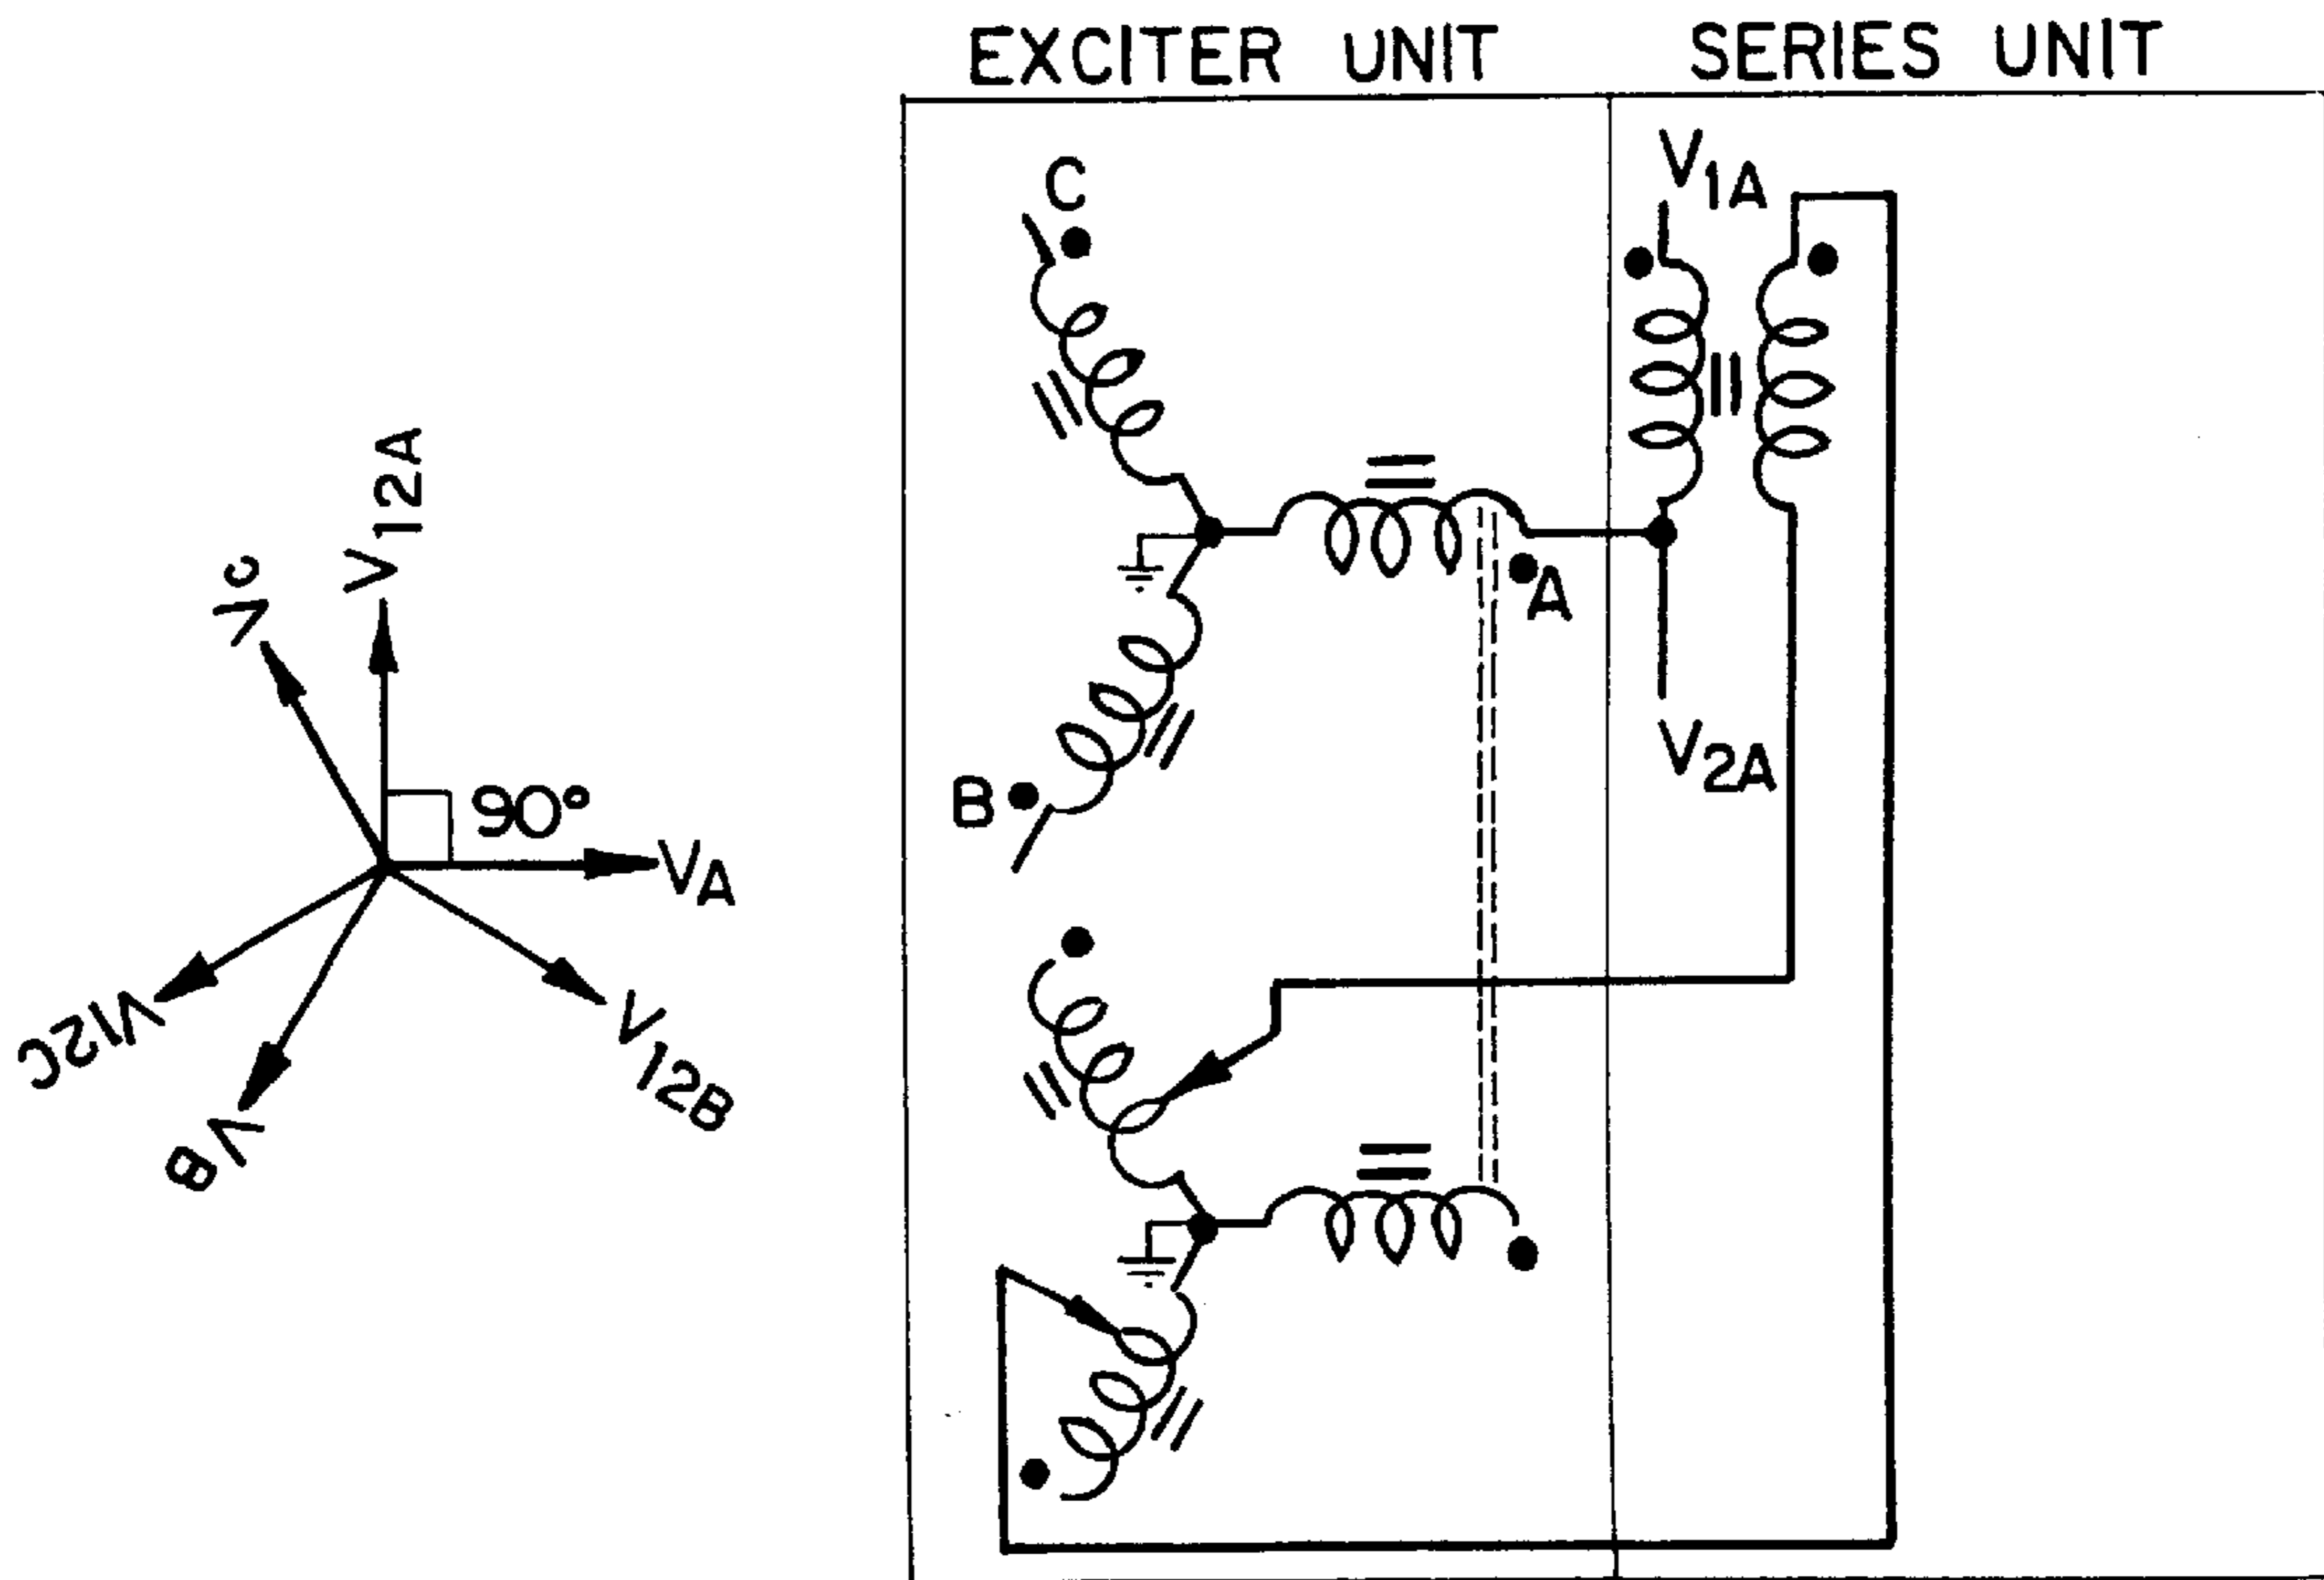 EXCITER UNIT
SERIES UNIT
C
V1A
A
V2A
B
V12A
VC
90°
VA
V12B
VB
V12C